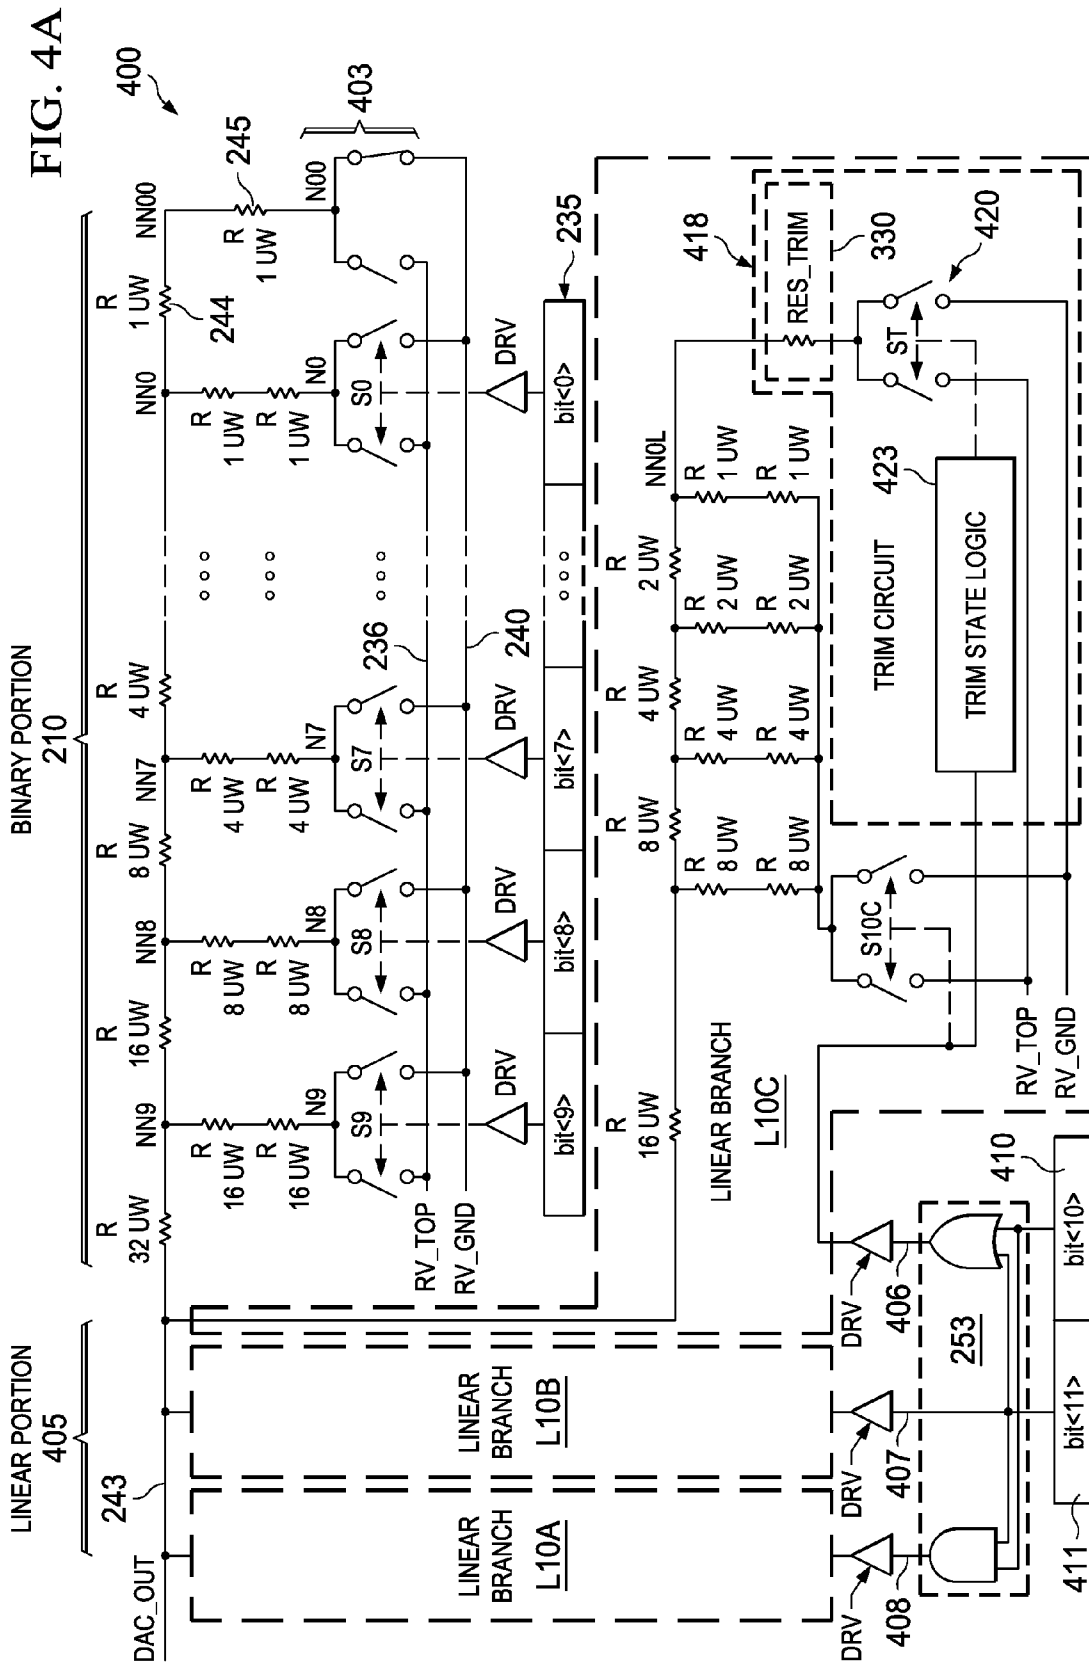 FIG. 4A
400
LINEAR PORTION
405
BINARY PORTION
210
243
DAC_OUT
R
32 UW
NN9
R
16 UW
NN8
R
8 UW
NN7
R
4 UW
NN0
R
1 UW
244
NN00
R
16 UW
R
16 UW
R
8 UW
R
8 UW
R
4 UW
R
4 UW
R
1 UW
R
1 UW
R
1 UW
245
N9
N8
N7
N0
N00
403
S9
S8
S7
S0
RV_TOP
RV_GND
236
240
DRV
DRV
DRV
DRV
bit<9>
bit<8>
bit<7>
bit<0>
235
LINEAR
BRANCH
L10A
LINEAR
BRANCH
L10B
LINEAR BRANCH
L10C
R
16 UW
R
8 UW
R
4 UW
R
2 UW
NN0L
R
8 UW
R
8 UW
R
4 UW
R
4 UW
R
2 UW
R
2 UW
R
1 UW
R
1 UW
418
RES_TRIM
330
S10C
TRIM CIRCUIT
423
TRIM STATE LOGIC
ST
420
RV_TOP
RV_GND
DRV
408
DRV
407
DRV
406
253
411
bit<11>
bit<10>
410